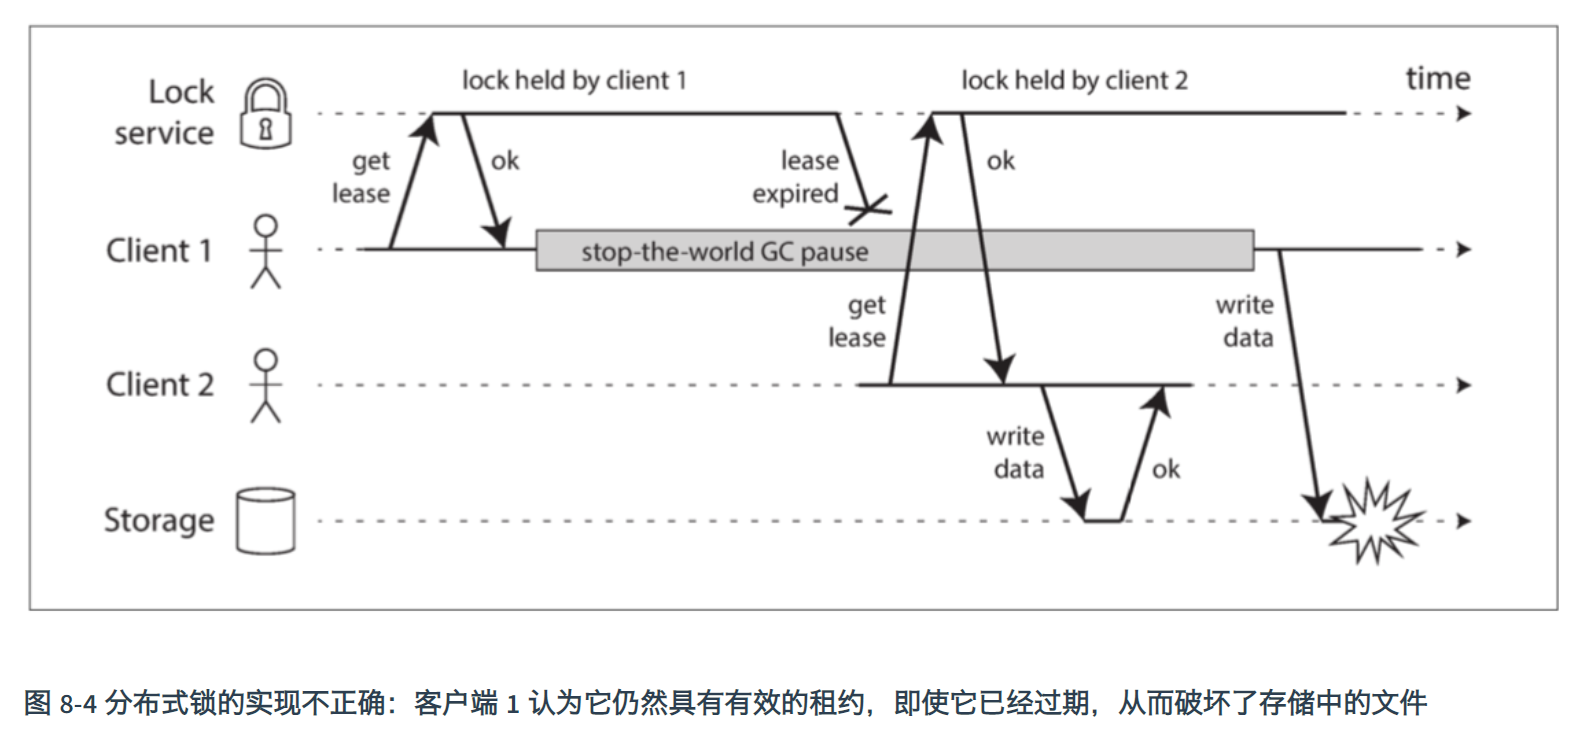 lock held by client 1
lock held by client 2
time
Lock
service
get
lease
ok
lease
expired
ok
Client 1
stop-the-world GC pause
get
lease
write
data
Client 2
write
data
ok
Storage
图 8-4 分布式锁的实现不正确：客户端 1 认为它仍然具有有效的租约，即使它已经过期，从而破坏了存储中的文件